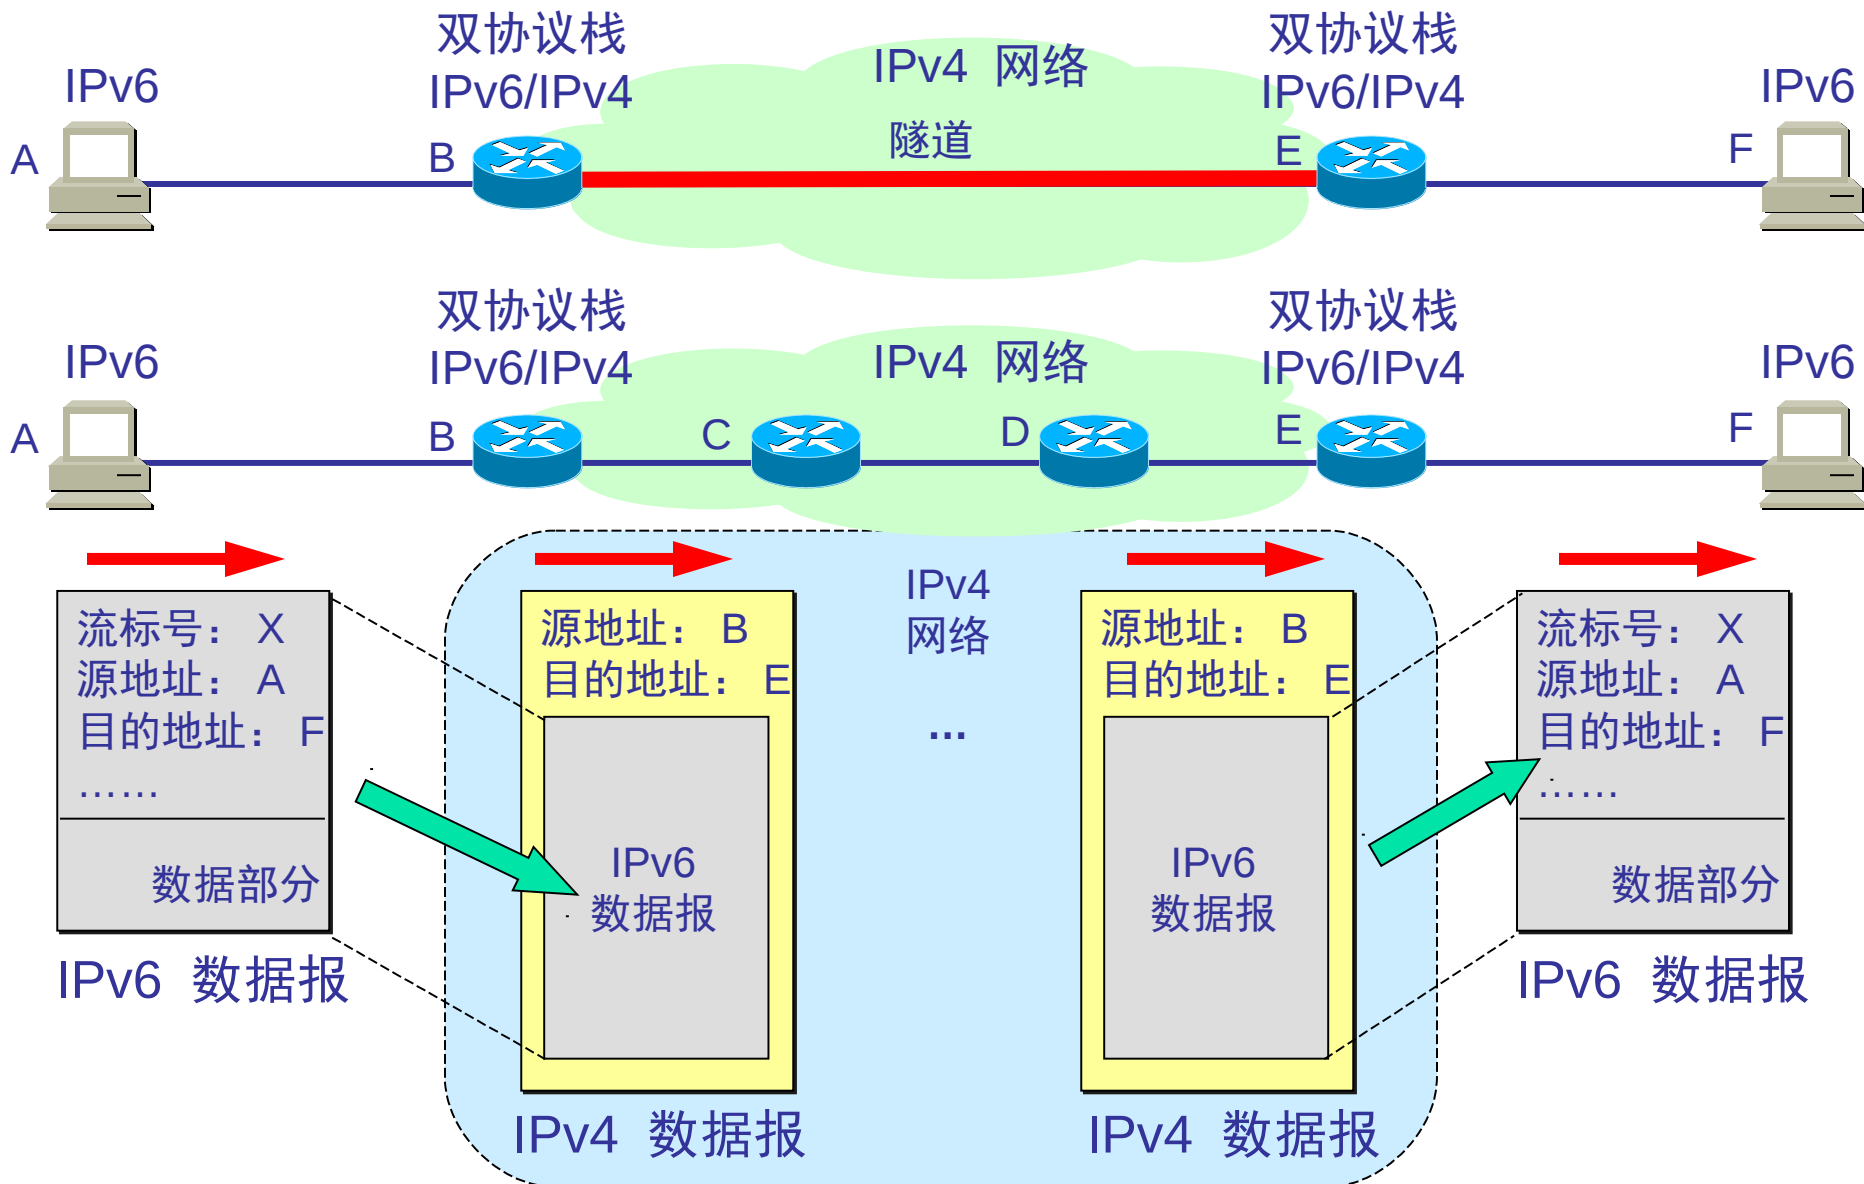 双协议栈
IPv6/IPv4
IPv4 网络
双协议栈
IPv6/IPv4
IPv6
IPv6
隧道
A
B
E
F
双协议栈
IPv6/IPv4
IPv4 网络
双协议栈
IPv6/IPv4
IPv6
IPv6
A
B
C
D
E
F
流标号： X
源地址： A
目的地址： F
……
数据部分
IPv6 数据报
源地址： B
目的地址： E
IPv6
数据报
IPv4 数据报
IPv4
网络
…
源地址： B
目的地址： E
IPv6
数据报
IPv4 数据报
流标号： X
源地址： A
目的地址： F
……
数据部分
IPv6 数据报